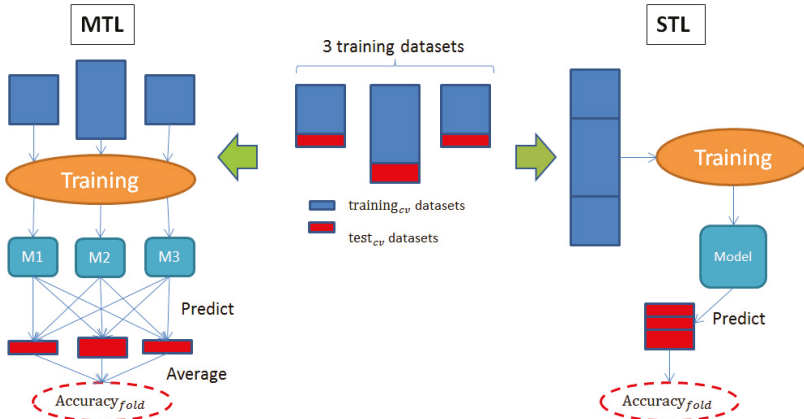 MTL
STL
3 training datasets
Training
Training
training_cv datasets
test_cv datasets
M1
M2
M3
Model
Predict
Predict
Average
Accuracy_fold
Accuracy_fold